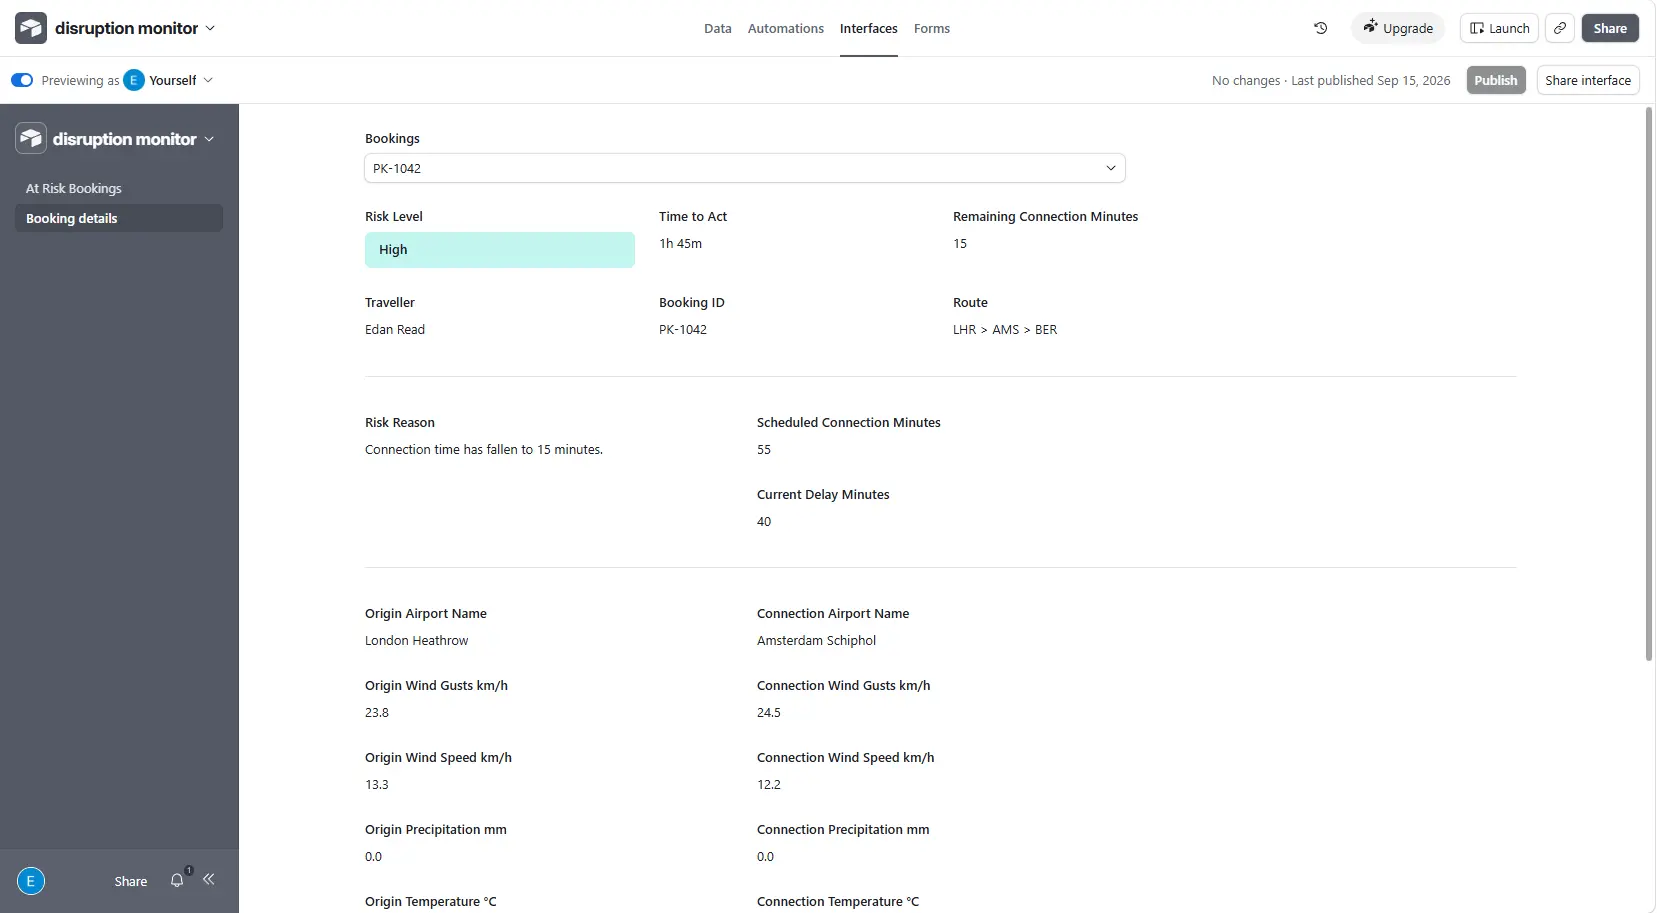 disruption monitor
Data Automations Interfaces Forms
Upgrade Launch Share
Previewing as E Yourself
No changes · Last published Sep 15, 2026 Publish Share interface
disruption monitor
At Risk Bookings
Booking details
Bookings
PK-1042
Risk Level Time to Act Remaining Connection Minutes
High 1h 45m 15
Traveller Booking ID Route
Edan Read PK-1042 LHR > AMS > BER
Risk Reason Scheduled Connection Minutes
Connection time has fallen to 15 minutes. 55
Current Delay Minutes
40
Origin Airport Name Connection Airport Name
London Heathrow Amsterdam Schiphol
Origin Wind Gusts km/h Connection Wind Gusts km/h
23.8 24.5
Origin Wind Speed km/h Connection Wind Speed km/h
13.3 12.2
Origin Precipitation mm Connection Precipitation mm
0.0 0.0
Origin Temperature °C Connection Temperature °C
E Share 1